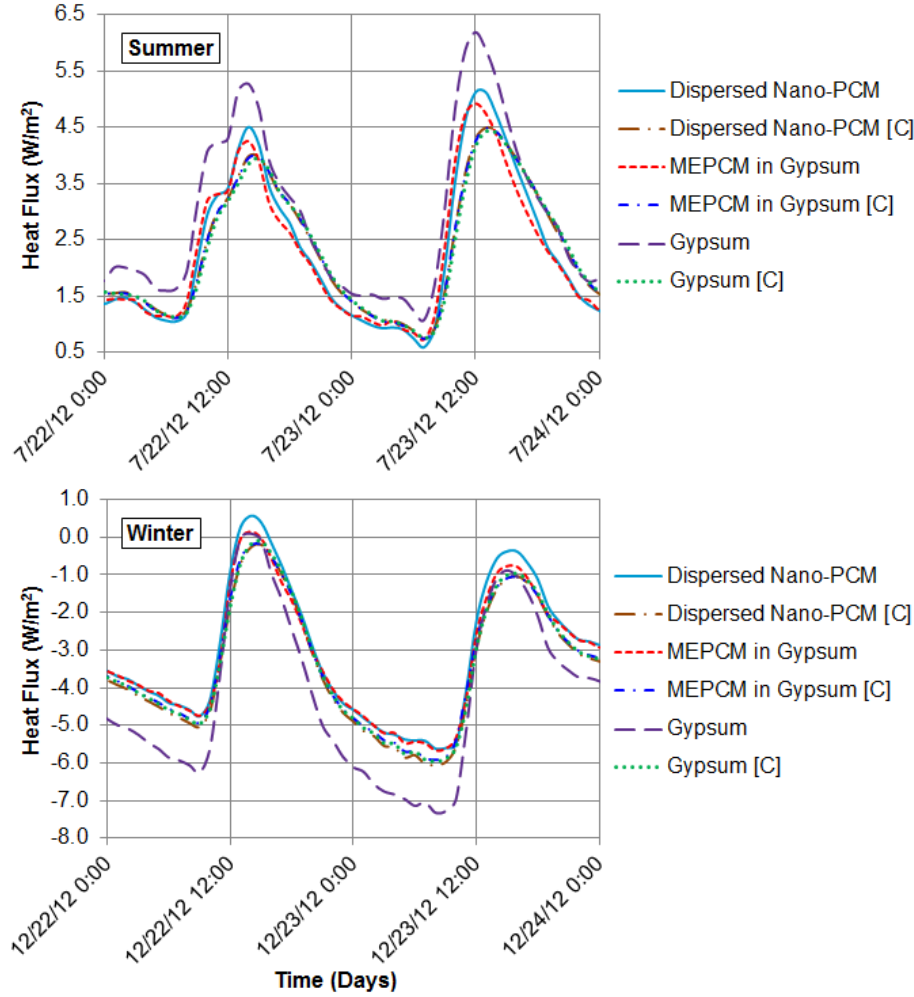 Summer
Heat Flux (W/m²)
6.5
5.5
4.5
3.5
2.5
1.5
0.5
7/22/12 0:00
7/22/12 12:00
7/23/12 0:00
7/23/12 12:00
7/24/12 0:00
Dispersed Nano-PCM
Dispersed Nano-PCM [C]
MEPCM in Gypsum
MEPCM in Gypsum [C]
Gypsum
Gypsum [C]
Winter
Heat Flux (W/m²)
1.0
0.0
-1.0
-2.0
-3.0
-4.0
-5.0
-6.0
-7.0
-8.0
12/22/12 0:00
12/22/12 12:00
12/23/12 0:00
12/23/12 12:00
12/24/12 0:00
Time (Days)
Dispersed Nano-PCM
Dispersed Nano-PCM [C]
MEPCM in Gypsum
MEPCM in Gypsum [C]
Gypsum
Gypsum [C]